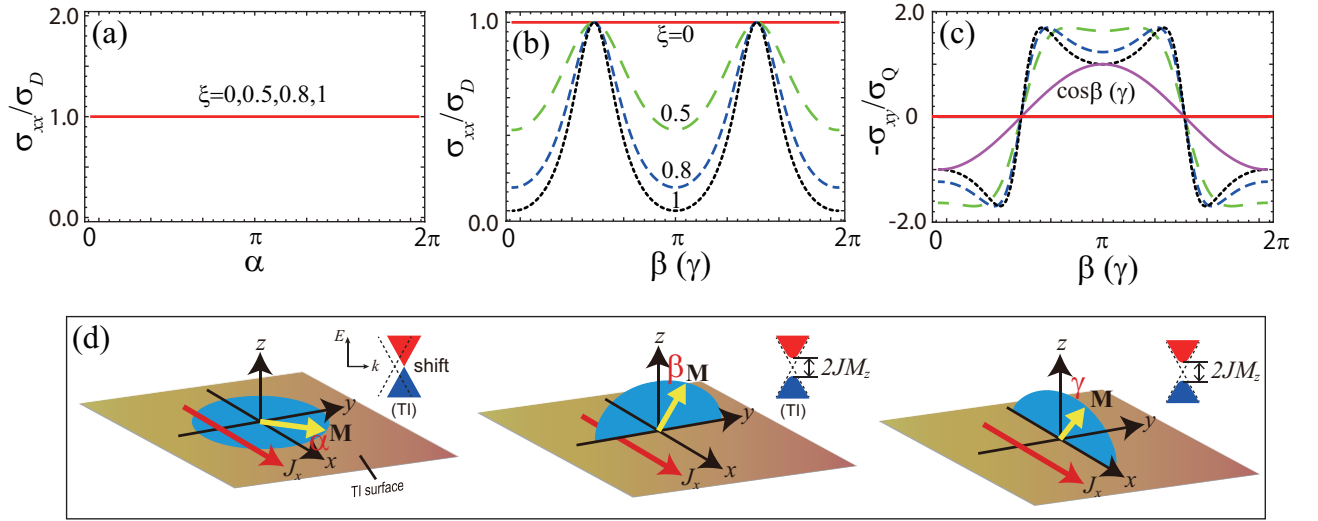 (a)
σxx/σD
2.0
1.0
0.0
ξ=0,0.5,0.8,1
0
π
2π
α
(b)
σxx/σD
1.0
0.0
ξ=0
0.5
0.8
1
0
π
2π
β (γ)
(c)
-σxy/σQ
2.0
0
-2.0
cosβ (γ)
0
π
2π
β (γ)
(d)
z
y
x
α
M
Jx
TI surface
E
k
shift
(TI)
z
y
x
β
M
Jx
2JMz
(TI)
z
y
x
γ
M
Jx
2JMz